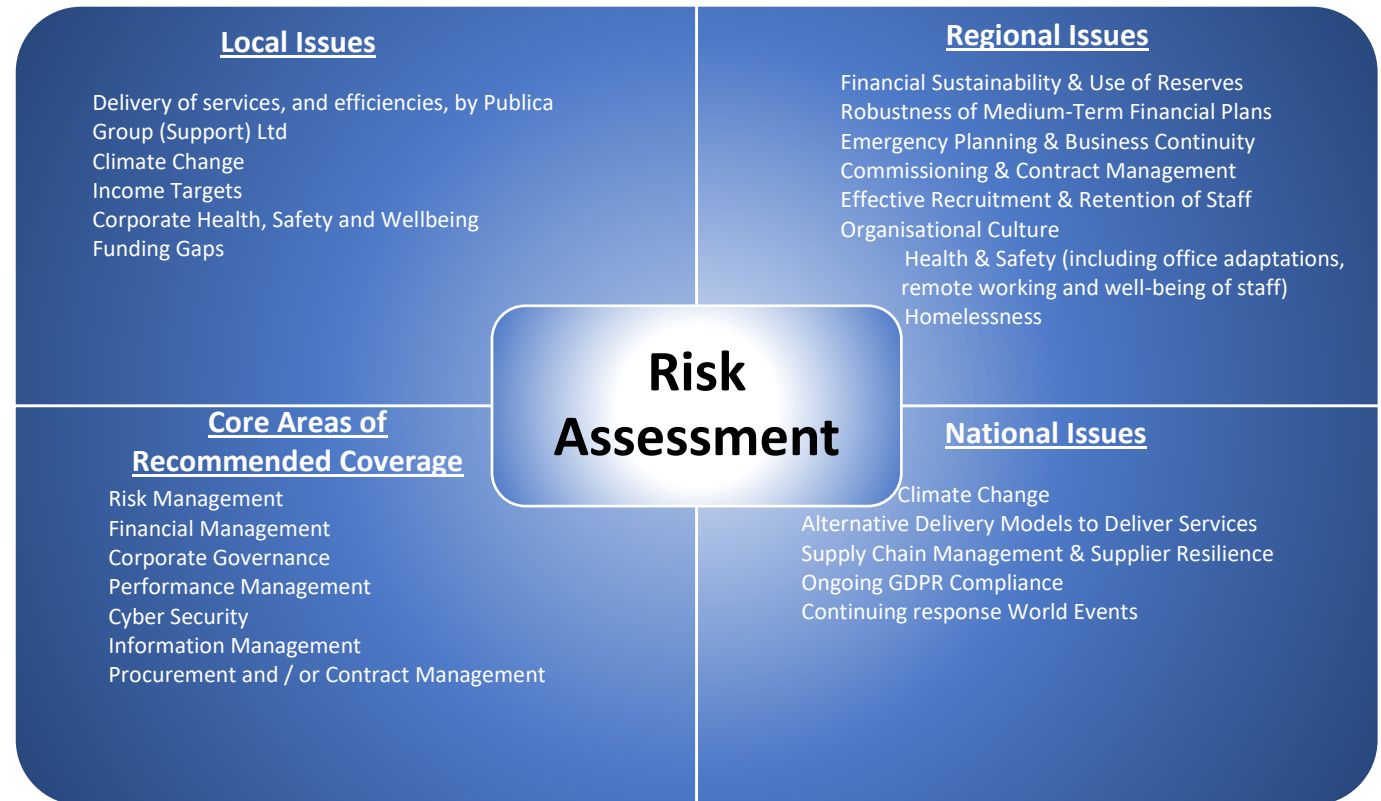 Local Issues
Delivery of services, and efficiencies, by Publica
Group (Support) Ltd
Climate Change
Income Targets
Corporate Health, Safety and Wellbeing
Funding Gaps
Regional Issues
Financial Sustainability & Use of Reserves
Robustness of Medium-Term Financial Plans
Emergency Planning & Business Continuity
Commissioning & Contract Management
Effective Recruitment & Retention of Staff
Organisational Culture
Health & Safety (including office adaptations,
remote working and well-being of staff)
Homelessness
Risk
Assessment
Core Areas of
Recommended Coverage
Risk Management
Financial Management
Corporate Governance
Performance Management
Cyber Security
Information Management
Procurement and / or Contract Management
National Issues
Climate Change
Alternative Delivery Models to Deliver Services
Supply Chain Management & Supplier Resilience
Ongoing GDPR Compliance
Continuing response World Events